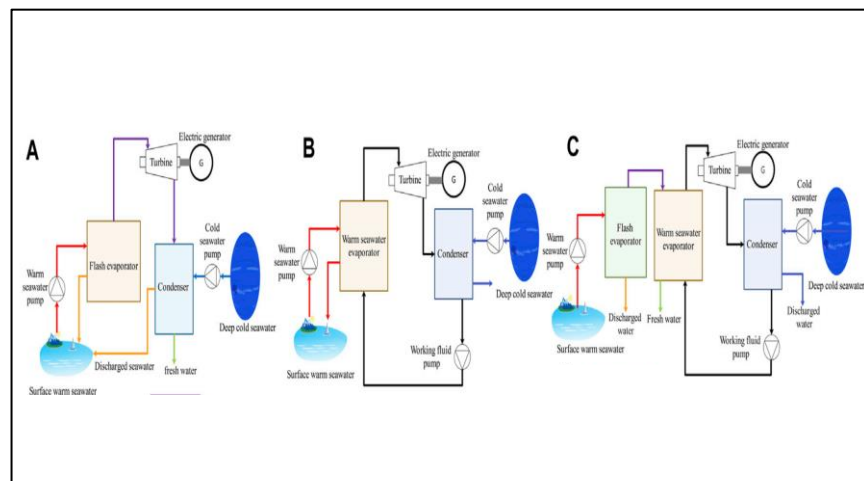 A
Electric generator
Turbine
G
Flash evaporator
Cold
seawater
pump
Warm
seawater
pump
Condenser
Deep cold seawater
Discharged seawater
fresh water
Surface warm seawater
B
Electric generator
Turbine
G
Cold
seawater
pump
Warm seawater
evaporator
Warm
seawater
pump
Condenser
Deep cold seawater
Working fluid
pump
Surface warm seawater
C
Electric generator
Turbine
G
Cold
seawater
pump
Flash
evaporator
Warm seawater
evaporator
Warm
seawater
pump
Condenser
Deep cold seawater
Discharged
water
Fresh water
Discharged
water
Surface warm seawater
Working fluid
pump